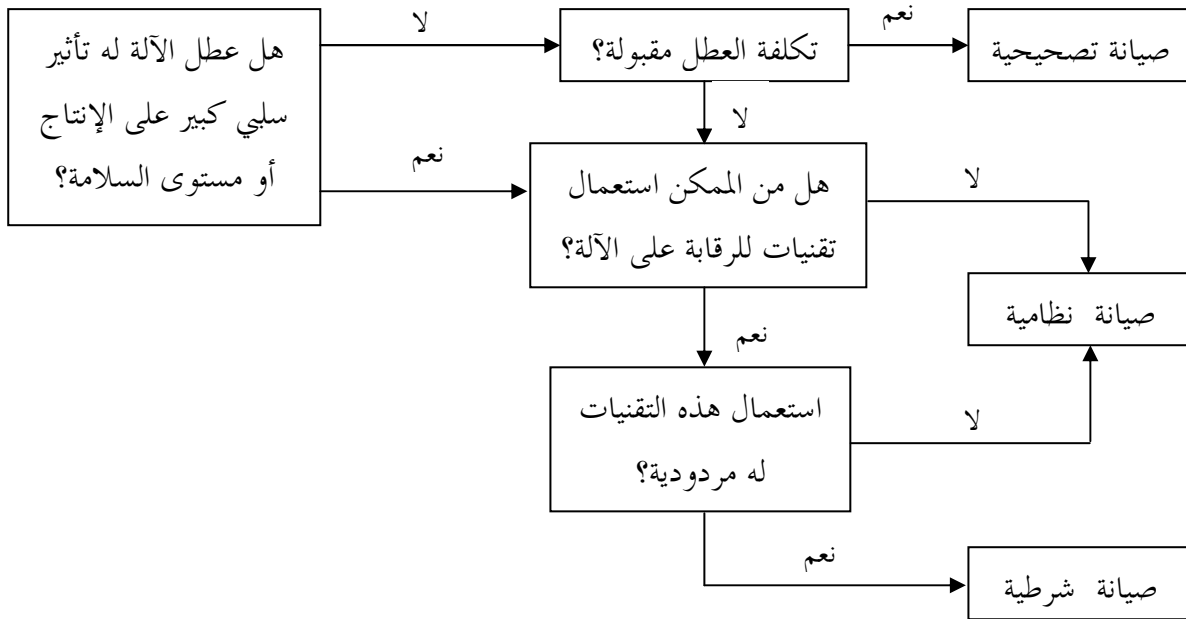 هل عطل الآلة له تأثير
سلبي كبير على الإنتاج
أو مستوى السلامة؟
لا
تكلفة العطل مقبولة؟
نعم
صيانة تصحيحية
لا
نعم
هل من الممكن استعمال
تقنيات للرقابة على الآلة؟
لا
صيانة نظامية
نعم
استعمال هذه التقنيات
له مردودية؟
لا
نعم
صيانة شرطية